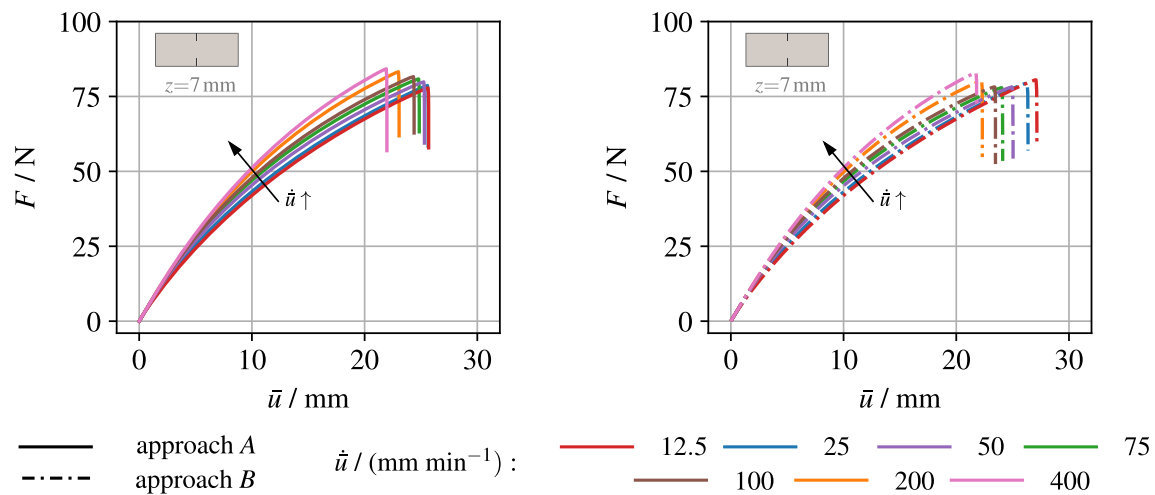 100
75
50
25
0
F / N
z=7 mm
u̇̄ ↑
0 10 20 30
ū / mm
100
75
50
25
0
F / N
z=7 mm
u̇̄ ↑
0 10 20 30
ū / mm
approach A
approach B
u̇̄ / (mm min⁻¹) :
12.5 25 50 75
100 200 400